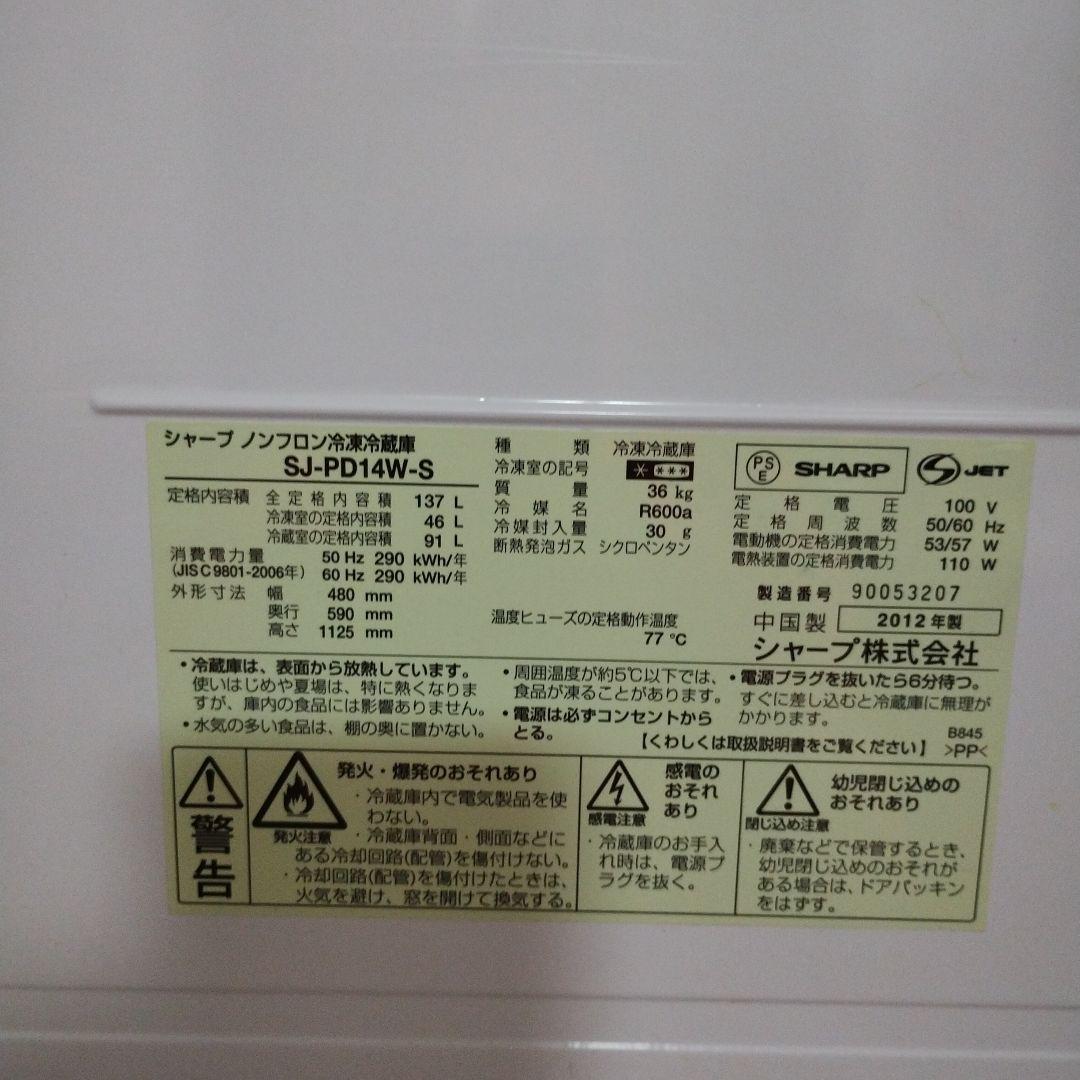 シャープ ノンフロン冷凍冷蔵庫
SJ-PD14W-S
定格内容積 全定格内容積 137 L
冷凍室の定格内容積 46 L
冷蔵室の定格内容積 91 L
消費電力量 50 Hz 290 kWh/年
(JIS C 9801-2006年) 60 Hz 290 kWh/年
外形寸法 幅 480 mm
奥行 590 mm
高さ 1125 mm
種類 冷凍冷蔵庫
冷凍室の記号 * ***
質量 36 kg
冷媒名 R600a
冷媒封入量 30 g
断熱発泡ガス シクロペンタン
温度ヒューズの定格動作温度
77 ℃
PSE SHARP S JET
定格電圧 100 V
定格周波数 50/60 Hz
電動機の定格消費電力 53/57 W
電熱装置の定格消費電力 110 W
製造番号 90053207
中国製 2012年製
シャープ株式会社
・冷蔵庫は、表面から放熱しています。
使いはじめや夏場は、特に熱くなりま
すが、庫内の食品には影響ありません。
・水気の多い食品は、棚の奥に置かない。
・周囲温度が約5℃以下では、
食品が凍ることがあります。
・電源は必ずコンセントから
とる。
・電源プラグを抜いたら6分待つ。
すぐに差し込むと冷蔵庫に無理が
かかります。
【くわしくは取扱説明書をご覧ください】
B845
>PP<
警告
発火注意
発火・爆発のおそれあり
・冷蔵庫内で電気製品を使
わない。
・冷蔵庫背面・側面などに
ある冷却回路(配管)を傷付けない。
・冷却回路(配管)を傷付けたときは、
火気を避け、窓を開けて換気する。
感電注意
感電の
おそれ
あり
・冷蔵庫のお手入
れ時は、電源プ
ラグを抜く。
閉じ込め注意
幼児閉じ込めの
おそれあり
・廃棄などで保管するとき、
幼児閉じ込めのおそれが
ある場合は、ドアパッキン
をはずす。